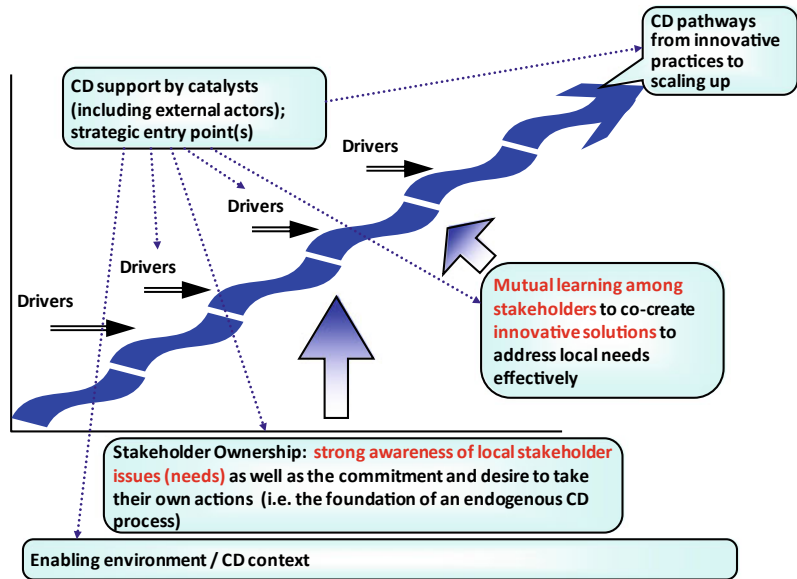 CD pathways
from innovative
practices to
scaling up
CD support by catalysts
(including external actors);
strategic entry point(s)
Drivers
Drivers
Drivers
Drivers
Mutual learning among
stakeholders to co-create
innovative solutions to
address local needs
effectively
Stakeholder Ownership: strong awareness of local stakeholder
issues (needs) as well as the commitment and desire to take
their own actions (i.e. the foundation of an endogenous CD
process)
Enabling environment / CD context